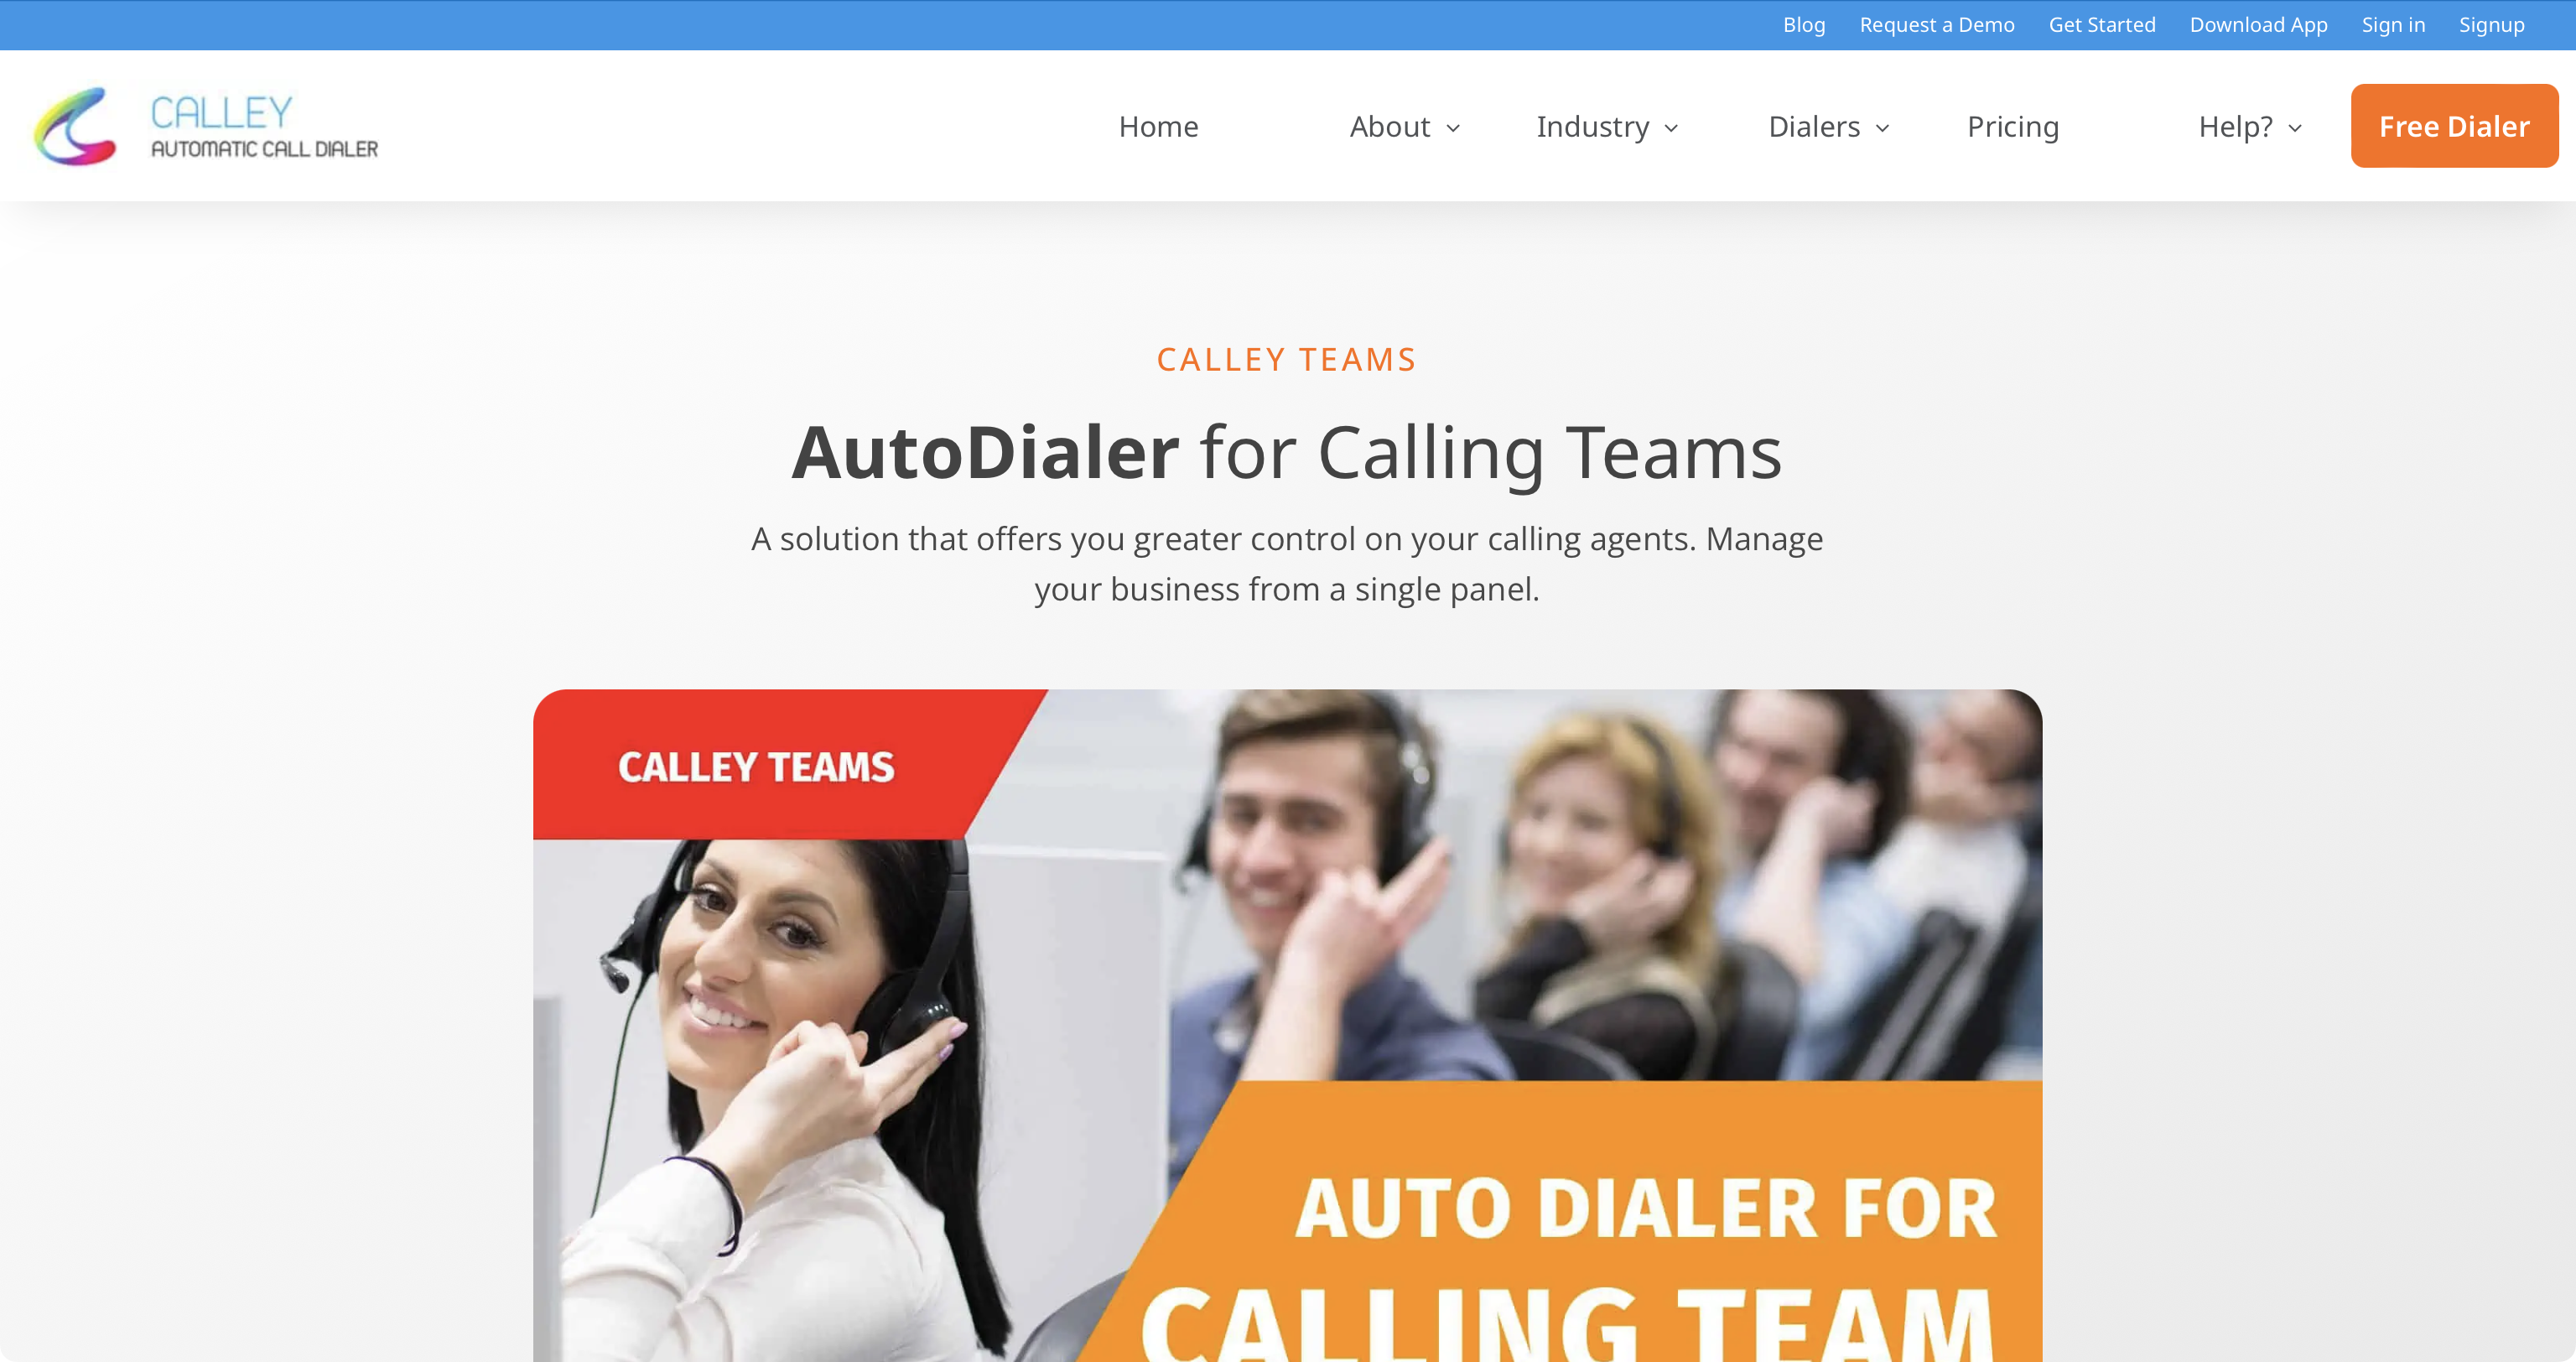 Blog Request a Demo Get Started Download App Sign in Signup
CALLEY
AUTOMATIC CALL DIALER
Home About Industry Dialers Pricing Help? Free Dialer
CALLEY TEAMS
AutoDialer for Calling Teams
A solution that offers you greater control on your calling agents. Manage
your business from a single panel.
CALLEY TEAMS
AUTO DIALER FOR
CALLING TEAM